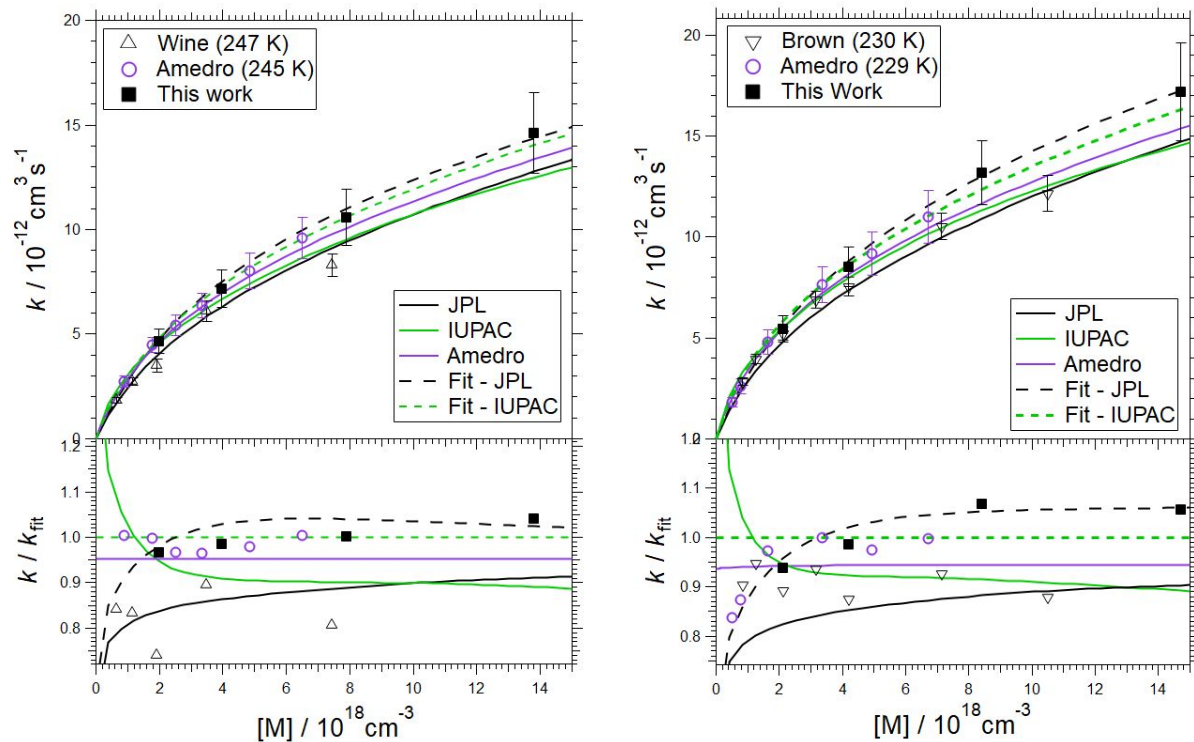 Wine (247 K)
Amedro (245 K)
This work
k / 10⁻¹² cm³ s⁻¹
20
15
10
5
0
JPL
IUPAC
Amedro
Fit - JPL
Fit - IUPAC
k / k_fit
1.2
1.1
1.0
0.9
0.8
0 2 4 6 8 10 12 14
[M] / 10¹⁸ cm⁻³
Brown (230 K)
Amedro (229 K)
This Work
k / 10⁻¹² cm³ s⁻¹
20
15
10
5
JPL
IUPAC
Amedro
Fit - JPL
Fit - IUPAC
k / k_fit
1.1
1.0
0.9
0.8
0 2 4 6 8 10 12 14
[M] / 10¹⁸ cm⁻³